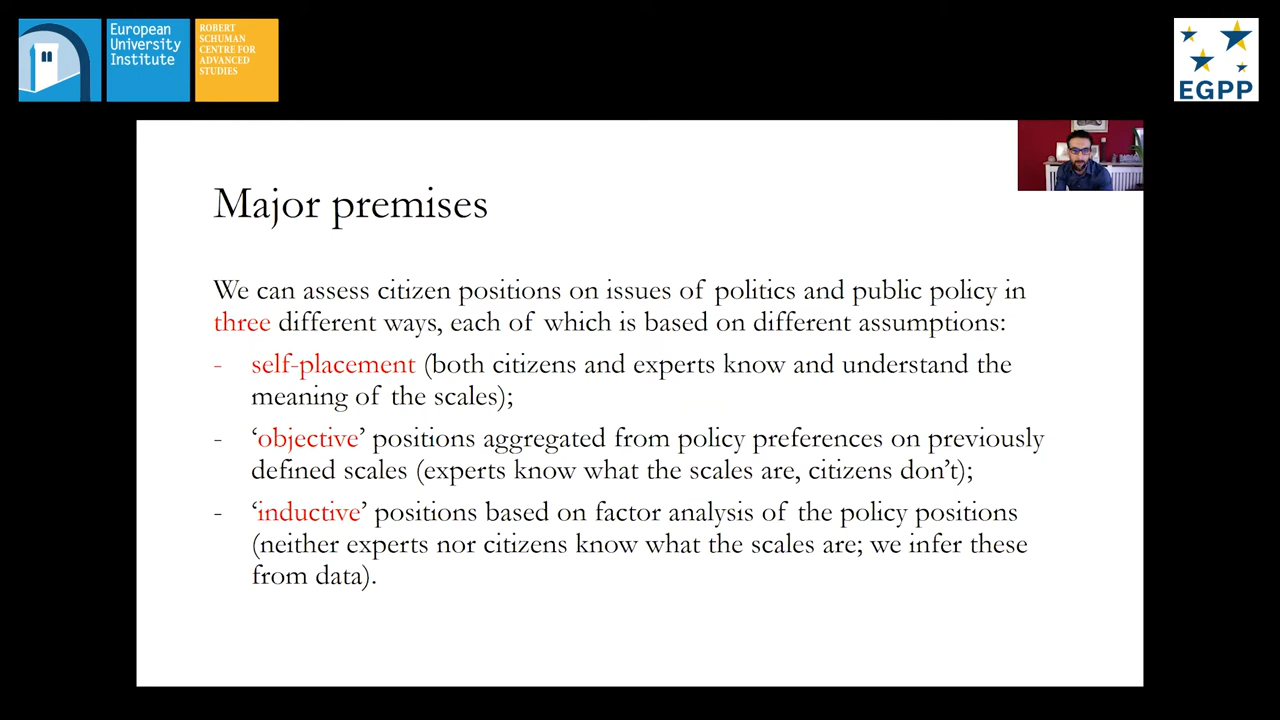 European
University
Institute
ROBERT
SCHUMAN
CENTRE FOR
ADVANCED
STUDIES
EGPP
Major premises
We can assess citizen positions on issues of politics and public policy in
three different ways, each of which is based on different assumptions:
- self-placement (both citizens and experts know and understand the
meaning of the scales);
- ‘objective’ positions aggregated from policy preferences on previously
defined scales (experts know what the scales are, citizens don’t);
- ‘inductive’ positions based on factor analysis of the policy positions
(neither experts nor citizens know what the scales are; we infer these
from data).